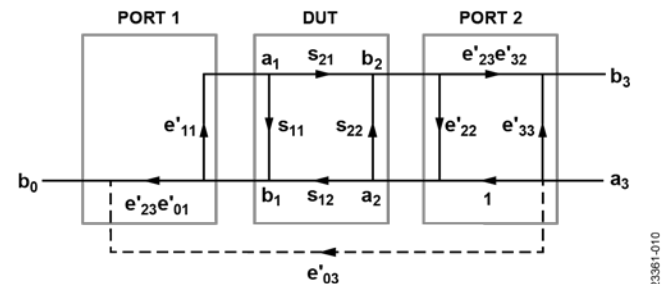 PORT 1 DUT PORT 2
a1 s21 b2 e'23e'32
b3
e'11 s11 s22 e'22 e'33
b0 a3
e'23e'01 b1 s12 a2 1
e'03
23361-010